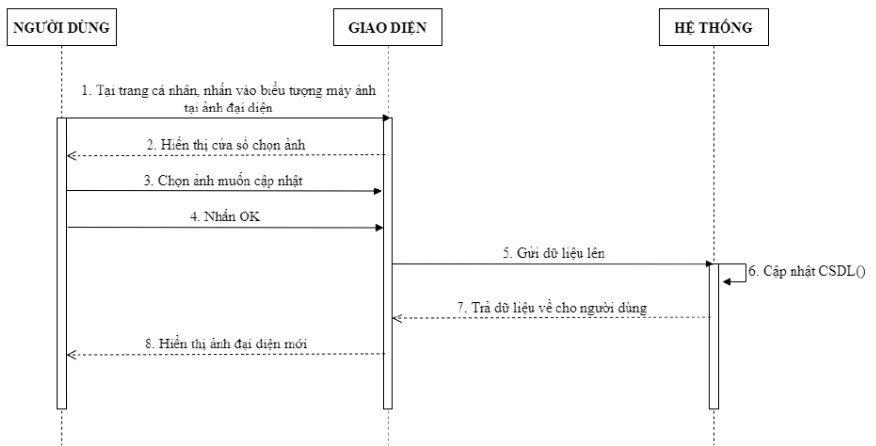 NGƯỜI DÙNG
GIAO DIỆN
HỆ THỐNG
1. Tại trang cá nhân, nhấn vào biểu tượng máy ảnh
tại ảnh đại diện
2. Hiển thị cửa sổ chọn ảnh
3. Chọn ảnh muốn cập nhật
4. Nhấn OK
5. Gửi dữ liệu lên
6. Cập nhật CSDL()
7. Trả dữ liệu về cho người dùng
8. Hiển thị ảnh đại diện mới